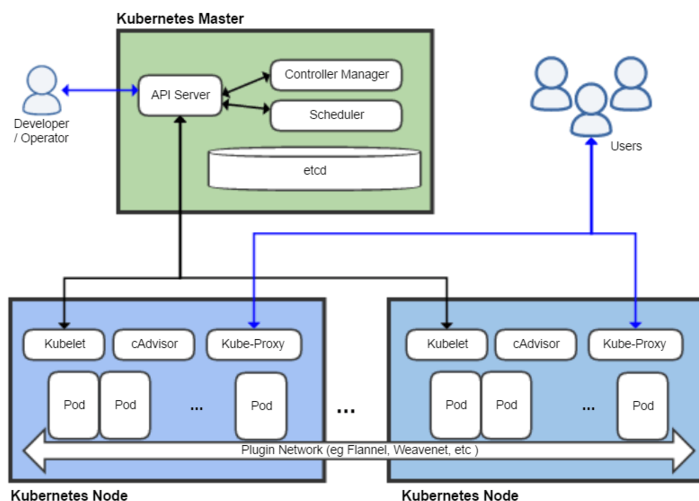 Kubernetes Master
API Server
Controller Manager
Scheduler
etcd
Developer
/ Operator
Users
Kubelet
cAdvisor
Kube-Proxy
Pod
Pod
...
Pod
...
Kubelet
cAdvisor
Kube-Proxy
Pod
Pod
...
Pod
Plugin Network (eg Flannel, Weavenet, etc )
Kubernetes Node
Kubernetes Node